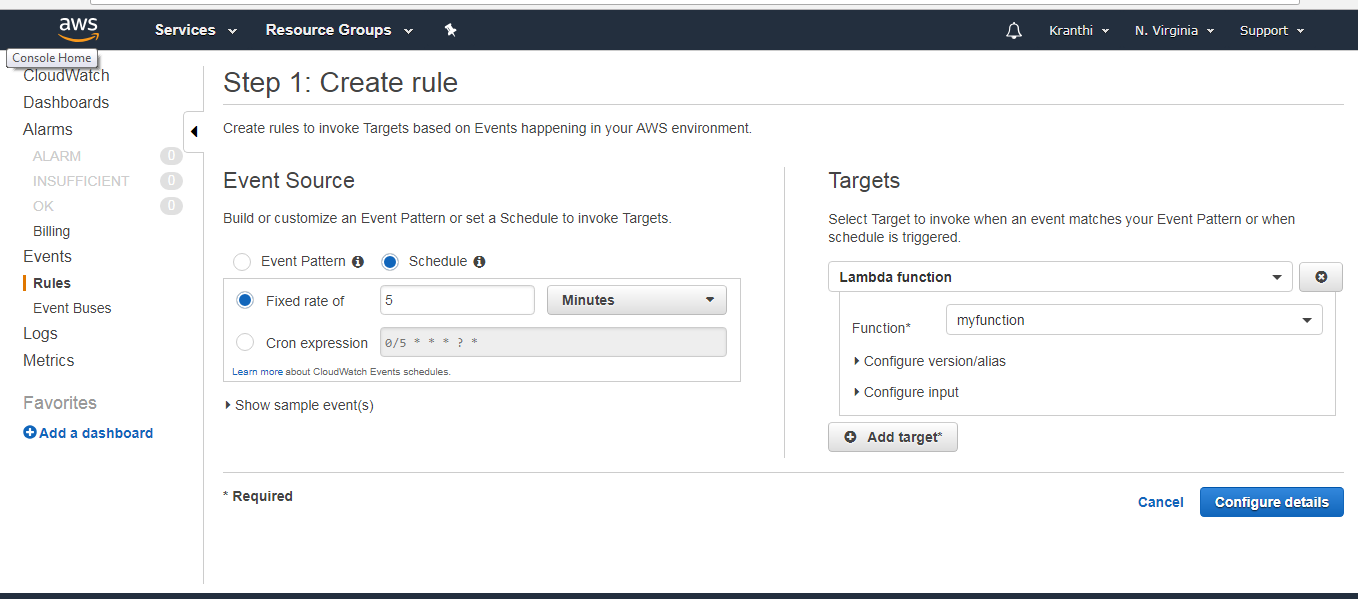 aws
Services
Resource Groups
Kranthi
N. Virginia
Support
Console Home
CloudWatch
Dashboards
Alarms
ALARM 0
INSUFFICIENT 0
OK 0
Billing
Events
Rules
Event Buses
Logs
Metrics
Favorites
Add a dashboard
Step 1: Create rule
Create rules to invoke Targets based on Events happening in your AWS environment.
Event Source
Build or customize an Event Pattern or set a Schedule to invoke Targets.
Event Pattern
Schedule
Fixed rate of 5 Minutes
Cron expression 0/5 * * * ? *
Learn more about CloudWatch Events schedules.
Show sample event(s)
Targets
Select Target to invoke when an event matches your Event Pattern or when
schedule is triggered.
Lambda function
Function* myfunction
Configure version/alias
Configure input
Add target*
* Required
Cancel
Configure details